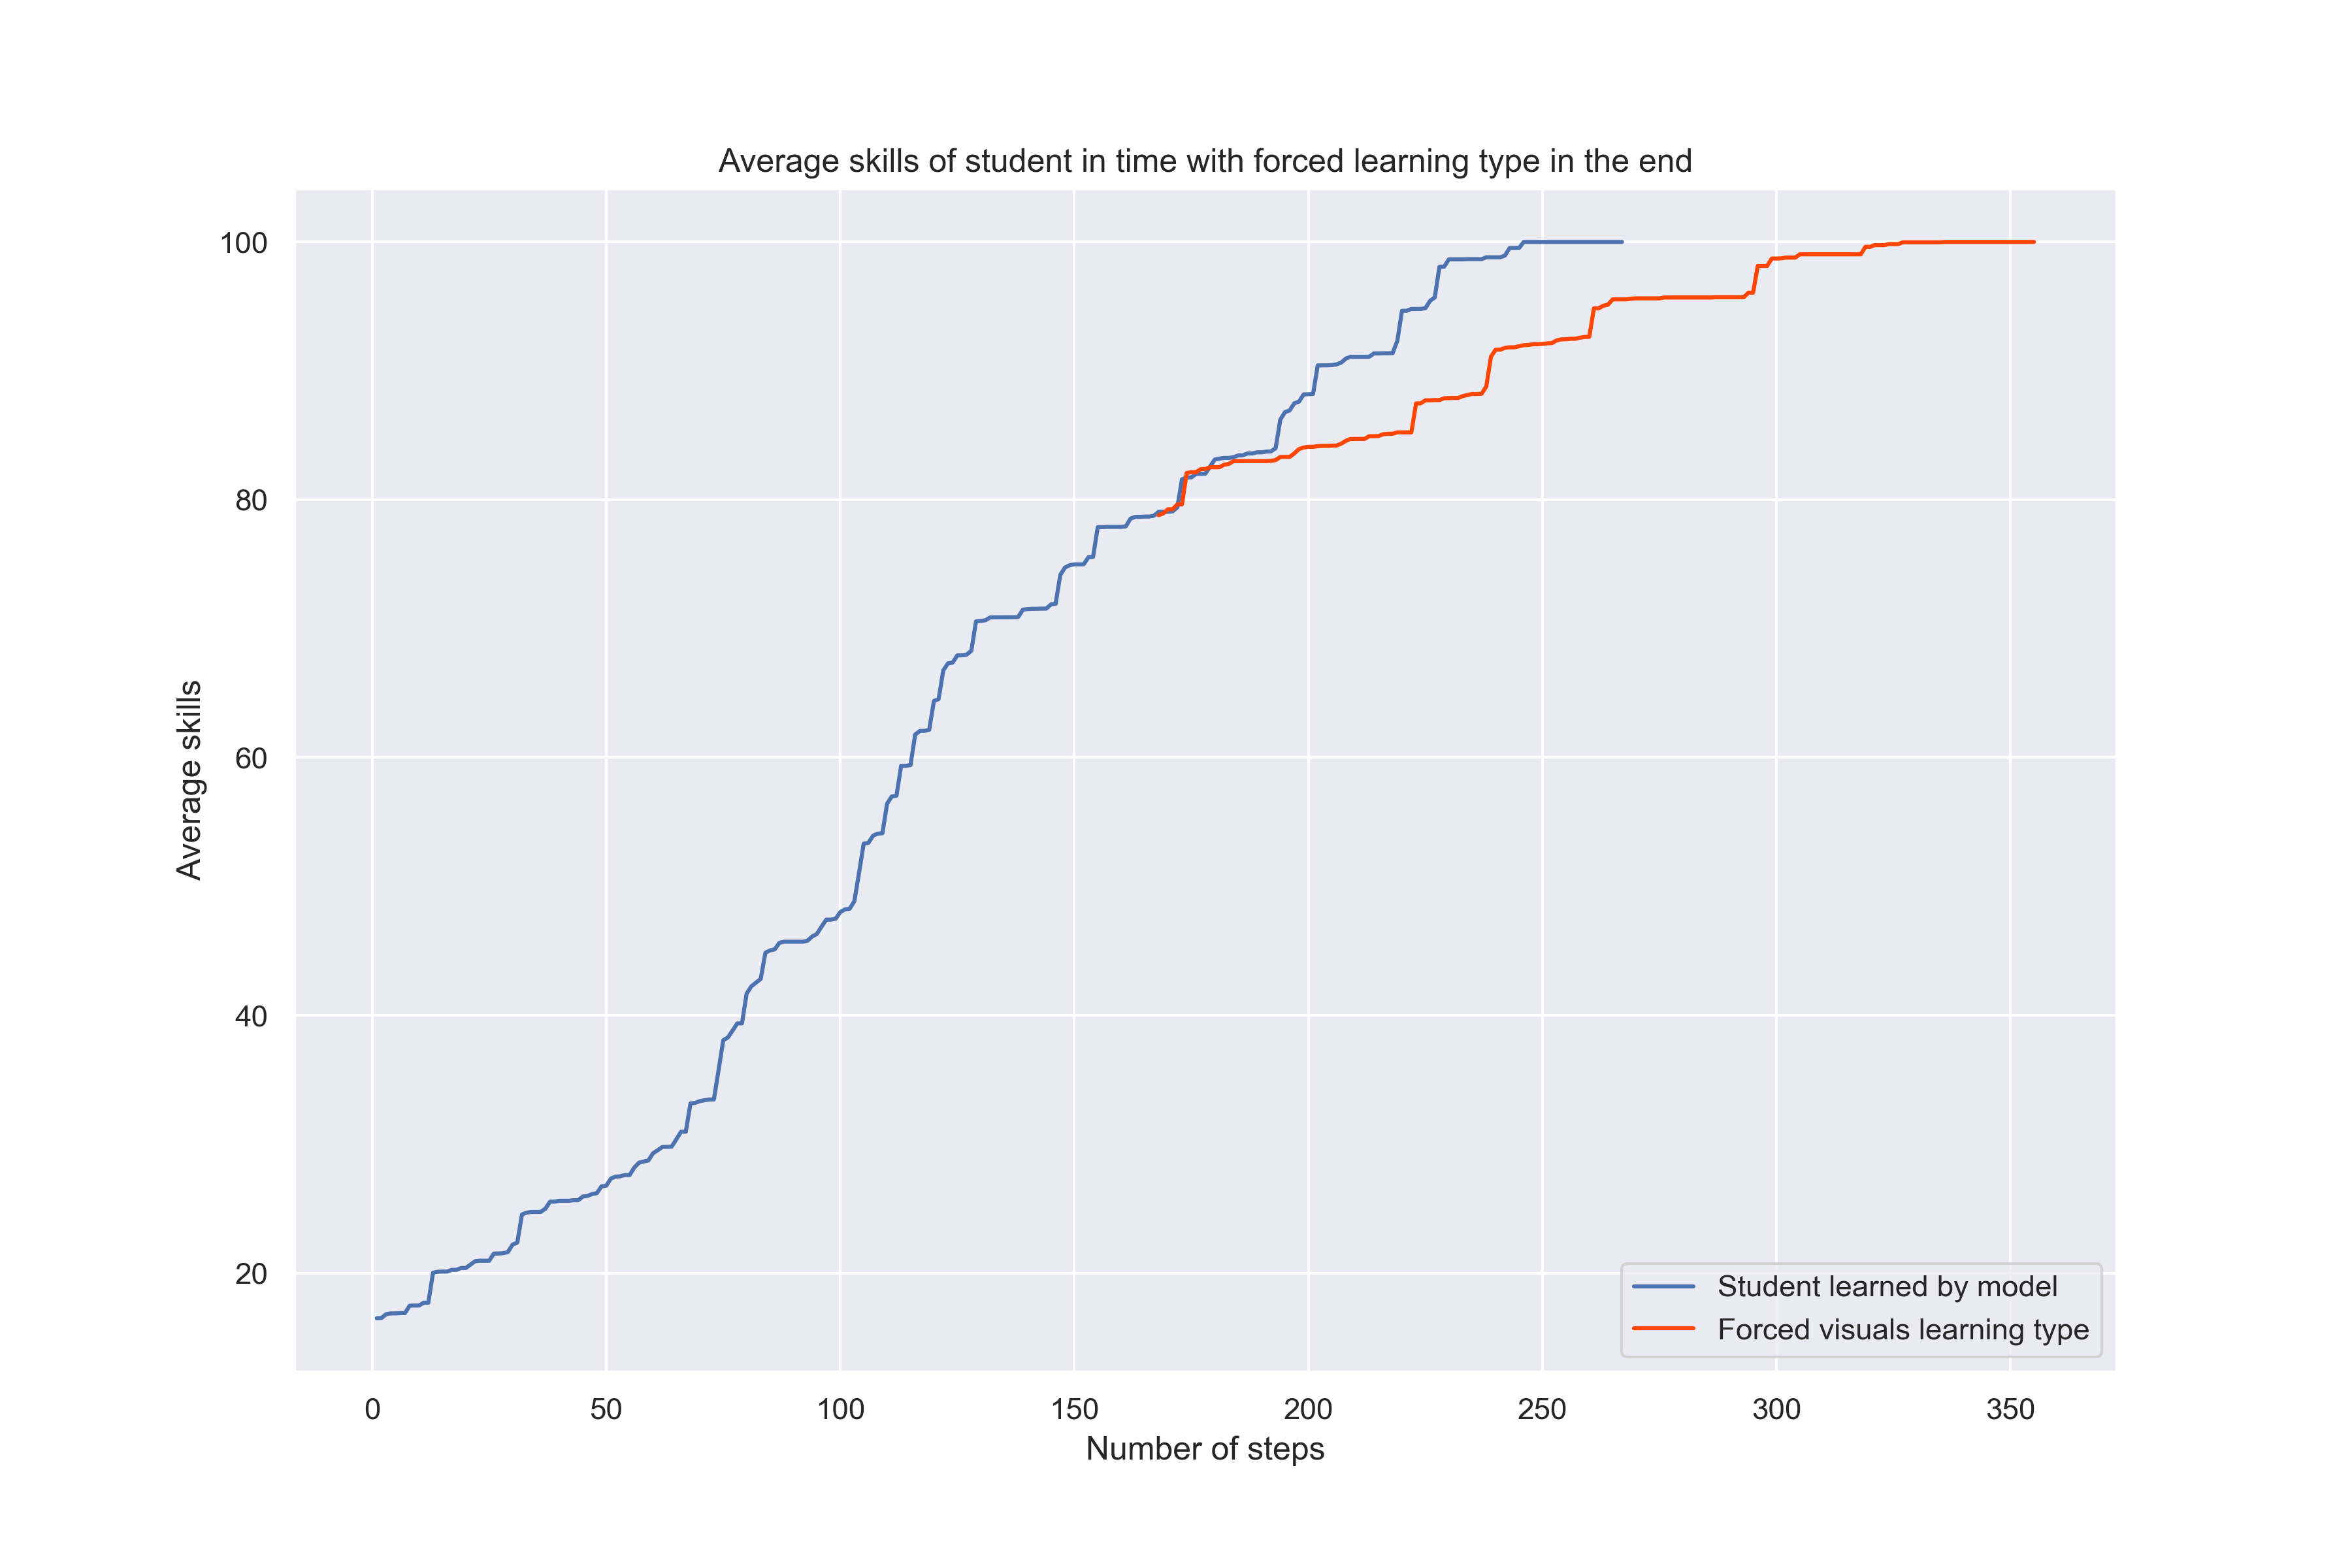 Average skills of student in time with forced learning type in the end
100
80
60
40
20
Average skills
0 50 100 150 200 250 300 350
Number of steps
Student learned by model
Forced visuals learning type